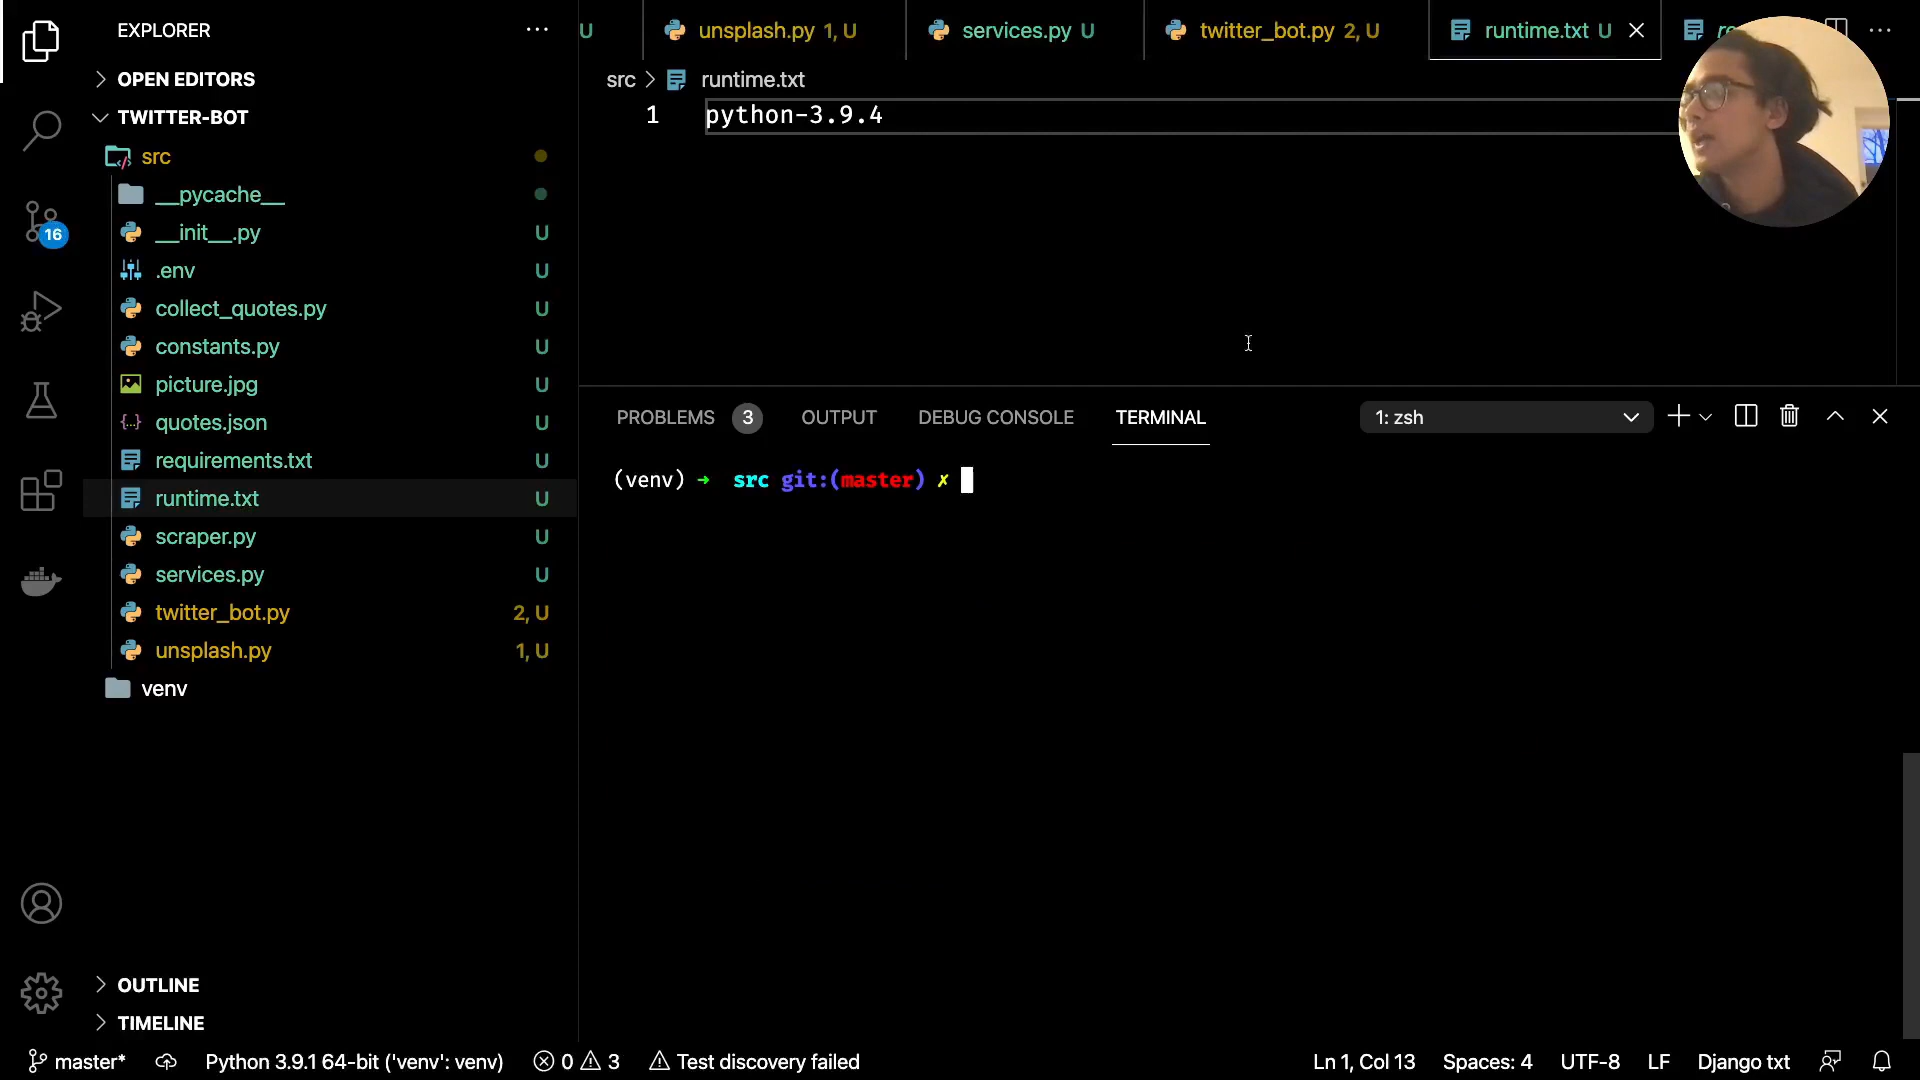 EXPLORER
OPEN EDITORS
TWITTER-BOT
src
__pycache__
__init__.py U
.env U
collect_quotes.py U
constants.py U
picture.jpg U
quotes.json U
requirements.txt U
runtime.txt U
scraper.py U
services.py U
twitter_bot.py 2, U
unsplash.py 1, U
venv
OUTLINE
TIMELINE
16
U
unsplash.py 1, U
services.py U
twitter_bot.py 2, U
runtime.txt U
src > runtime.txt
1 python-3.9.4
PROBLEMS 3 OUTPUT DEBUG CONSOLE TERMINAL
1: zsh
(venv) → src git:(master) ✗
master* Python 3.9.1 64-bit ('venv': venv) 0 3 Test discovery failed
Ln 1, Col 13 Spaces: 4 UTF-8 LF Django txt